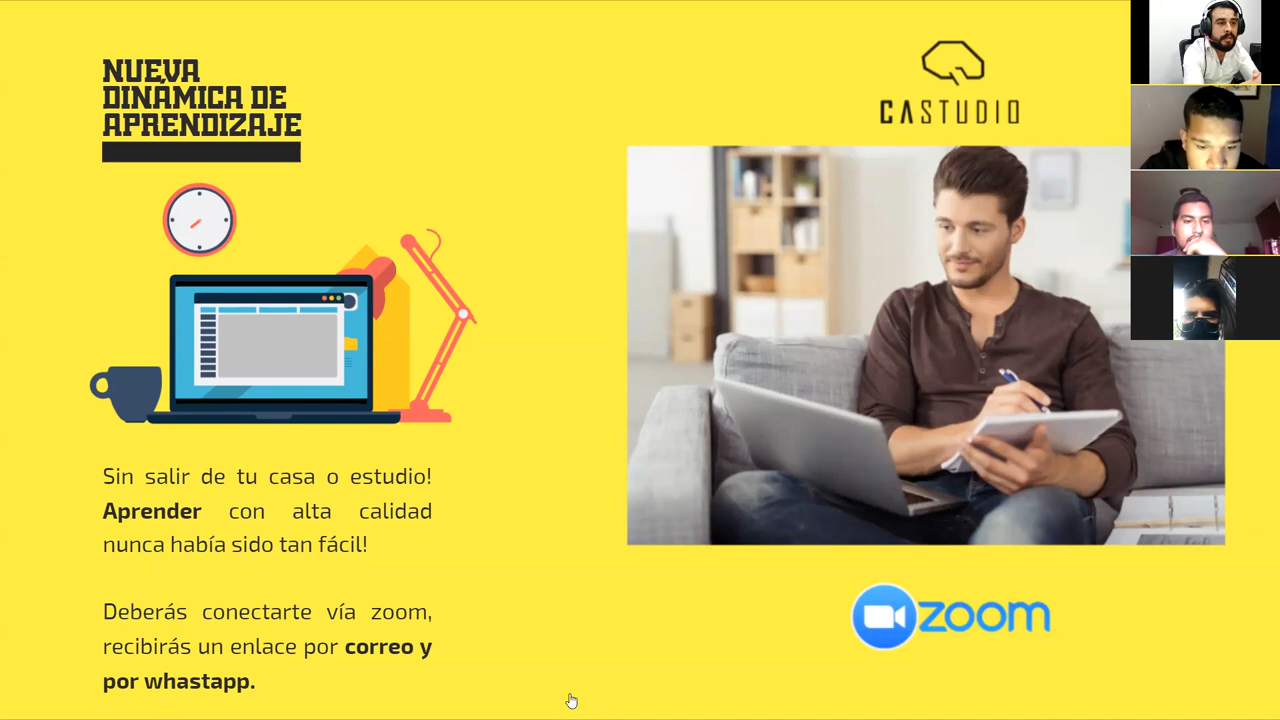 NUEVA
DINÁMICA DE
APRENDIZAJE
CASTUDIO
Sin salir de tu casa o estudio!
Aprender con alta calidad
nunca había sido tan fácil!
Deberás conectarte vía zoom,
recibirás un enlace por correo y
por whastapp.
zoom